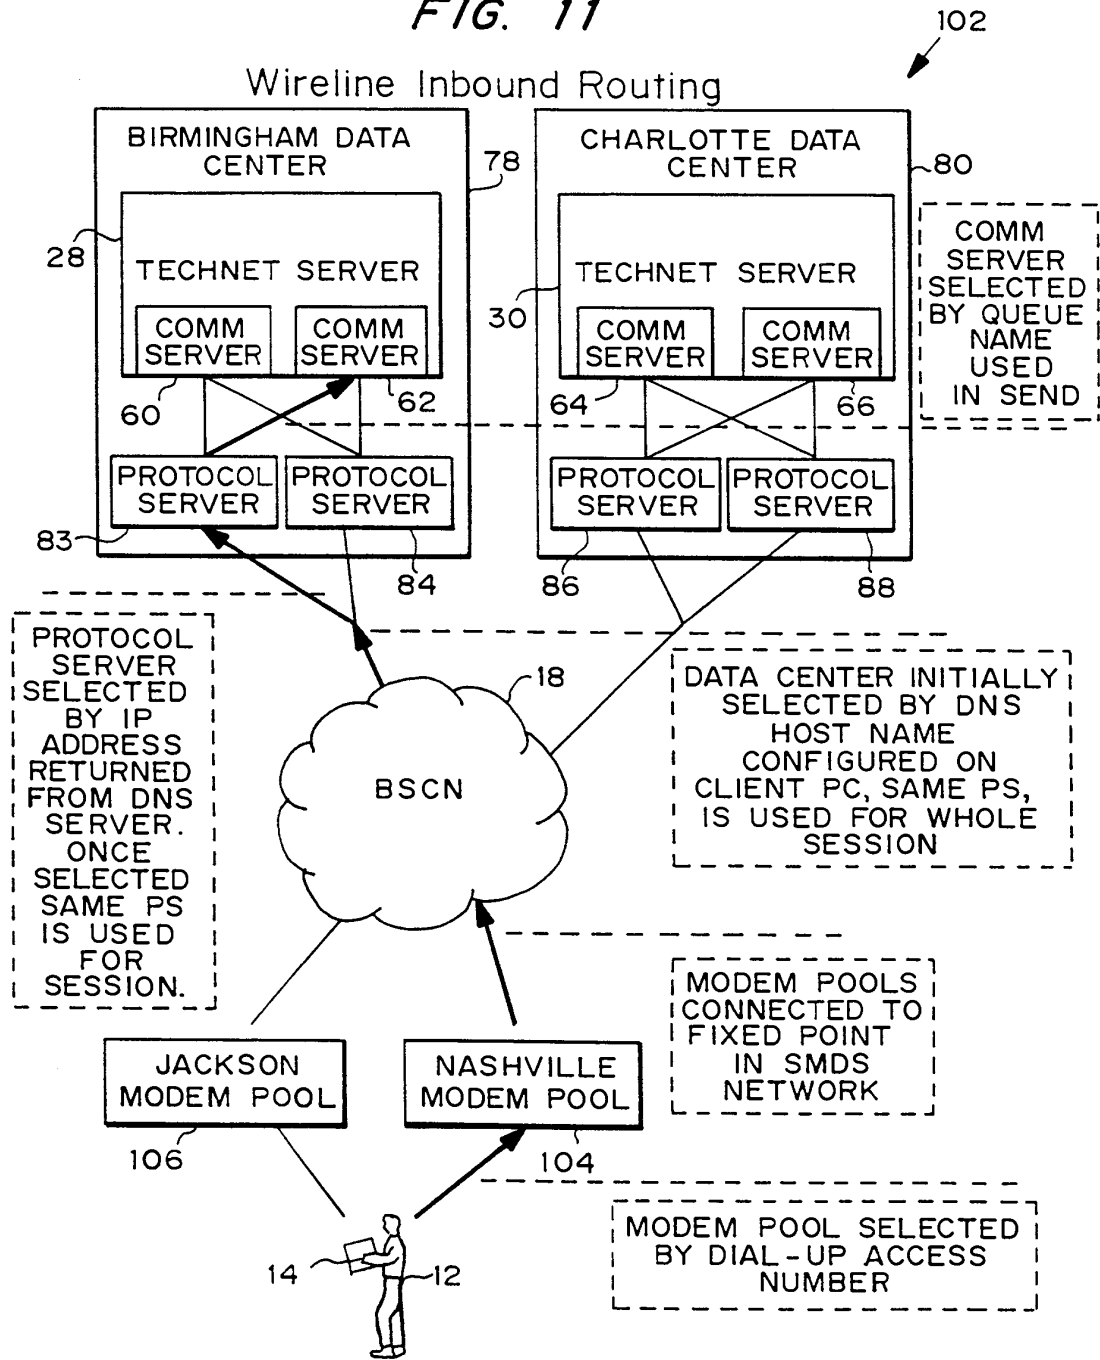 FIG. 11
102
Wireline Inbound Routing
BIRMINGHAM DATA
CENTER
78
CHARLOTTE DATA
CENTER
80
28
TECHNET SERVER
COMM
SERVER
COMM
SERVER
60
62
30
TECHNET SERVER
COMM
SERVER
COMM
SERVER
64
66
COMM
SERVER
SELECTED
BY QUEUE
NAME
USED
IN SEND
PROTOCOL
SERVER
PROTOCOL
SERVER
83
84
PROTOCOL
SERVER
PROTOCOL
SERVER
86
88
PROTOCOL
SERVER
SELECTED
BY IP
ADDRESS
RETURNED
FROM DNS
SERVER.
ONCE
SELECTED
SAME PS
IS USED
FOR
SESSION.
18
BSCN
DATA CENTER INITIALLY
SELECTED BY DNS
HOST NAME
CONFIGURED ON
CLIENT PC, SAME PS,
IS USED FOR WHOLE
SESSION
MODEM POOLS
CONNECTED TO
FIXED POINT
IN SMDS
NETWORK
JACKSON
MODEM POOL
106
NASHVILLE
MODEM POOL
104
MODEM POOL SELECTED
BY DIAL-UP ACCESS
NUMBER
14
12